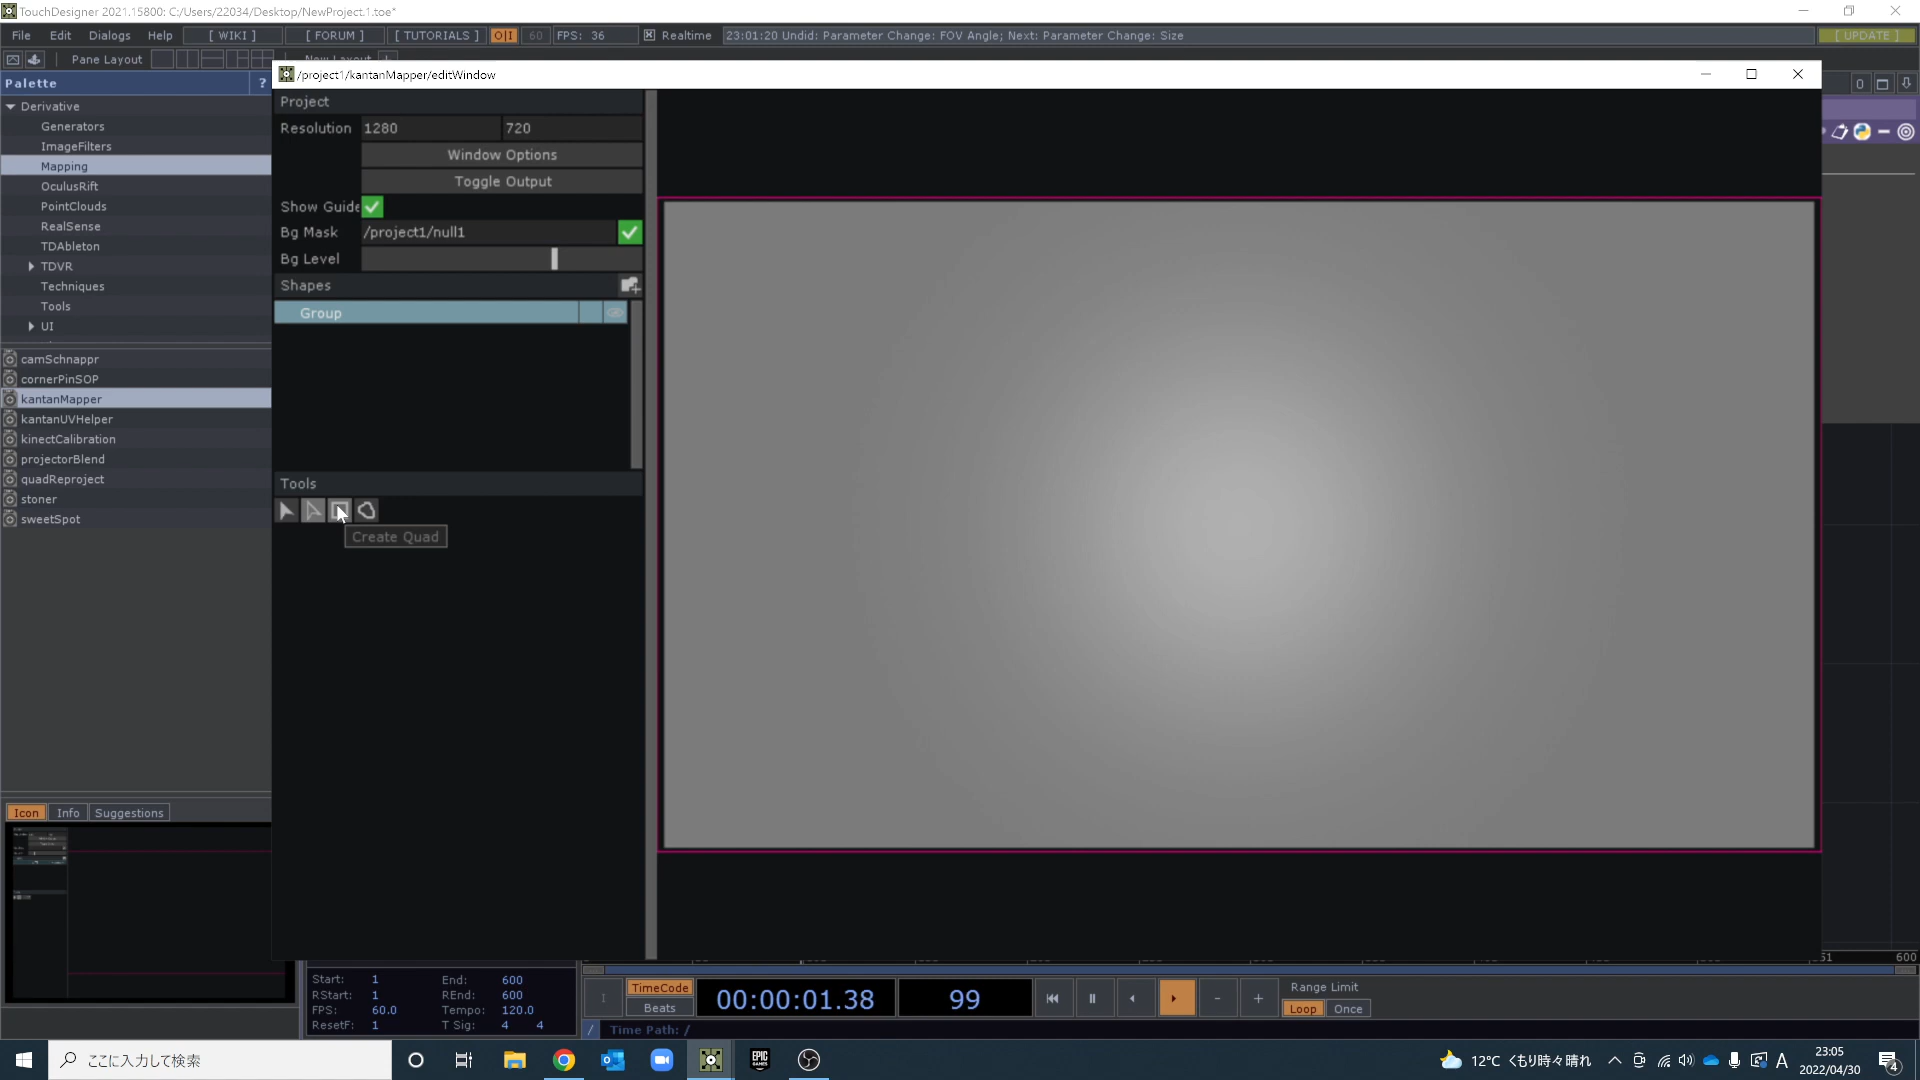 TouchDesigner 2021.15800: C:/Users/22034/Desktop/NewProject.1.toe*
File Edit Dialogs Help [ WIKI ] [ FORUM ] [ TUTORIALS ] O|I 60 FPS: 36 Realtime 23:01:20 Undid: Parameter Change: FOV Angle; Next: Parameter Change: Size [ UPDATE ]
Pane Layout New Layout +
/project1/kantanMapper/editWindow
Palette ?
0
Derivative
Generators
ImageFilters
Mapping
OculusRift
PointClouds
RealSense
TDAbleton
TDVR
Techniques
Tools
UI
camSchnappr
cornerPinSOP
kantanMapper
kantanUVHelper
kinectCalibration
projectorBlend
quadReproject
stoner
sweetSpot
Project
Resolution 1280 720
Window Options
Toggle Output
Show Guide
Bg Mask /project1/null1
Bg Level
Shapes
Group
Tools
Create Quad
Icon Info Suggestions
Start: 1 End: 600
RStart: 1 REnd: 600
FPS: 60.0 Tempo: 120.0
ResetF: 1 T Sig: 4 4
600
TimeCode
Beats
00:00:01.38 99
- +
Range Limit
Loop Once
/ Time Path: /
ここに入力して検索
EPIC GAMES
12°C くもり時々晴れ
A
23:05
2022/04/30
4